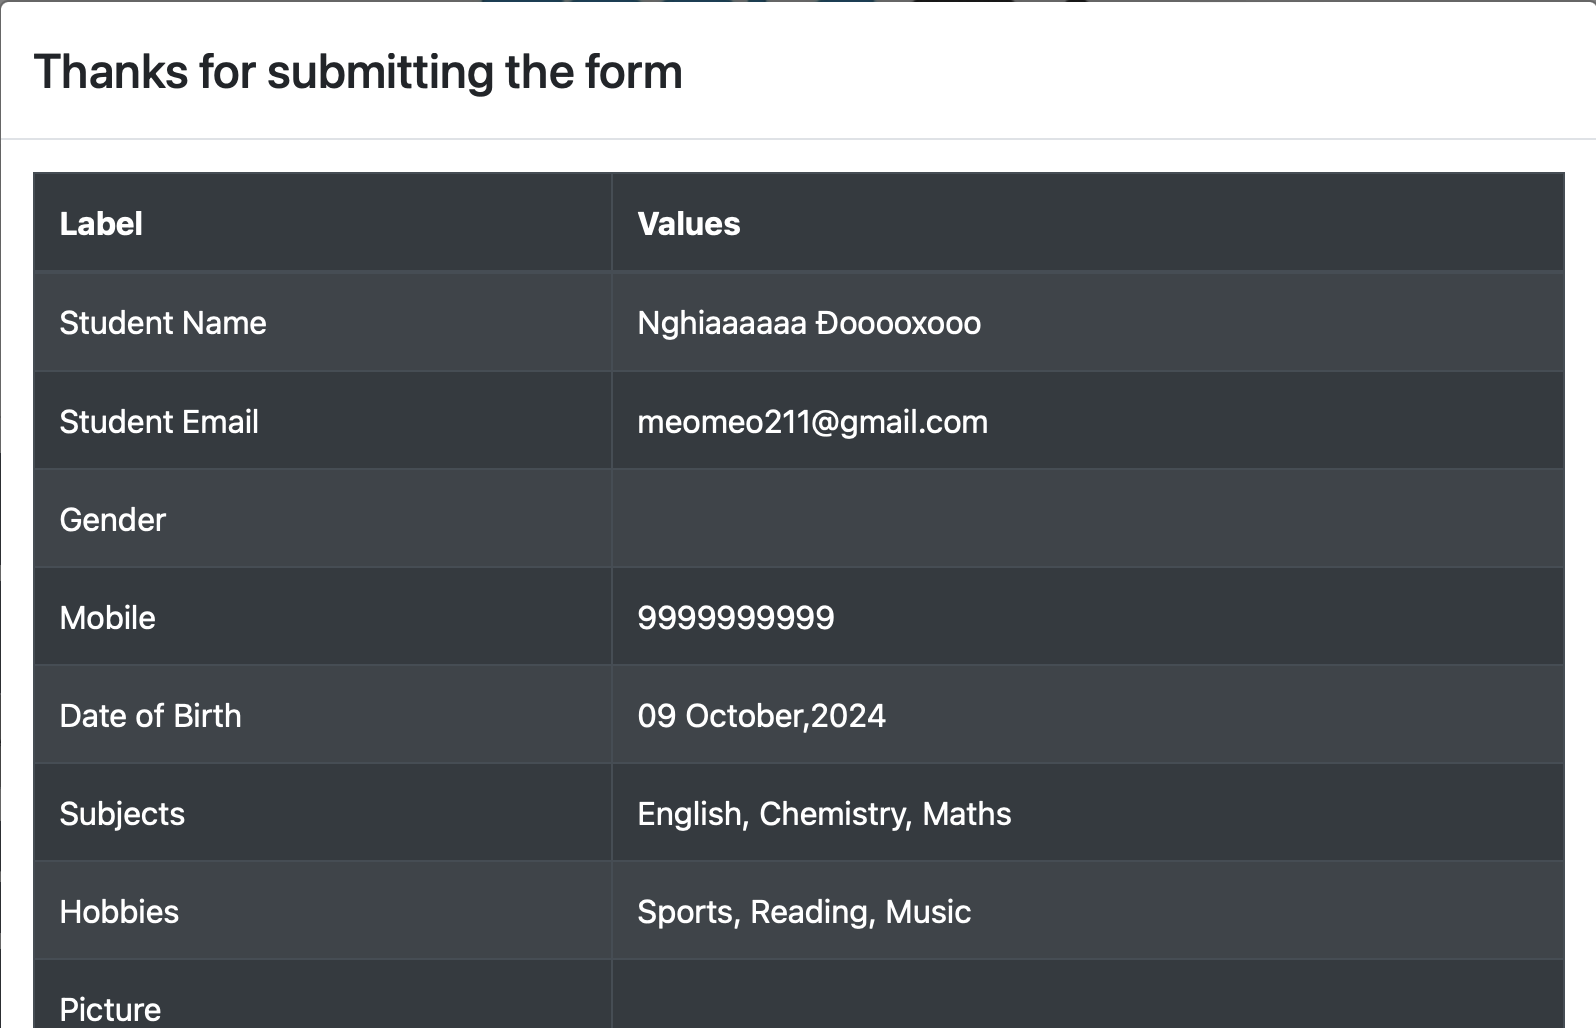 Thanks for submitting the form
Label Values
Student Name Nghiaaaaaa Đooooxooo
Student Email meomeo211@gmail.com
Gender
Mobile 9999999999
Date of Birth 09 October,2024
Subjects English, Chemistry, Maths
Hobbies Sports, Reading, Music
Picture